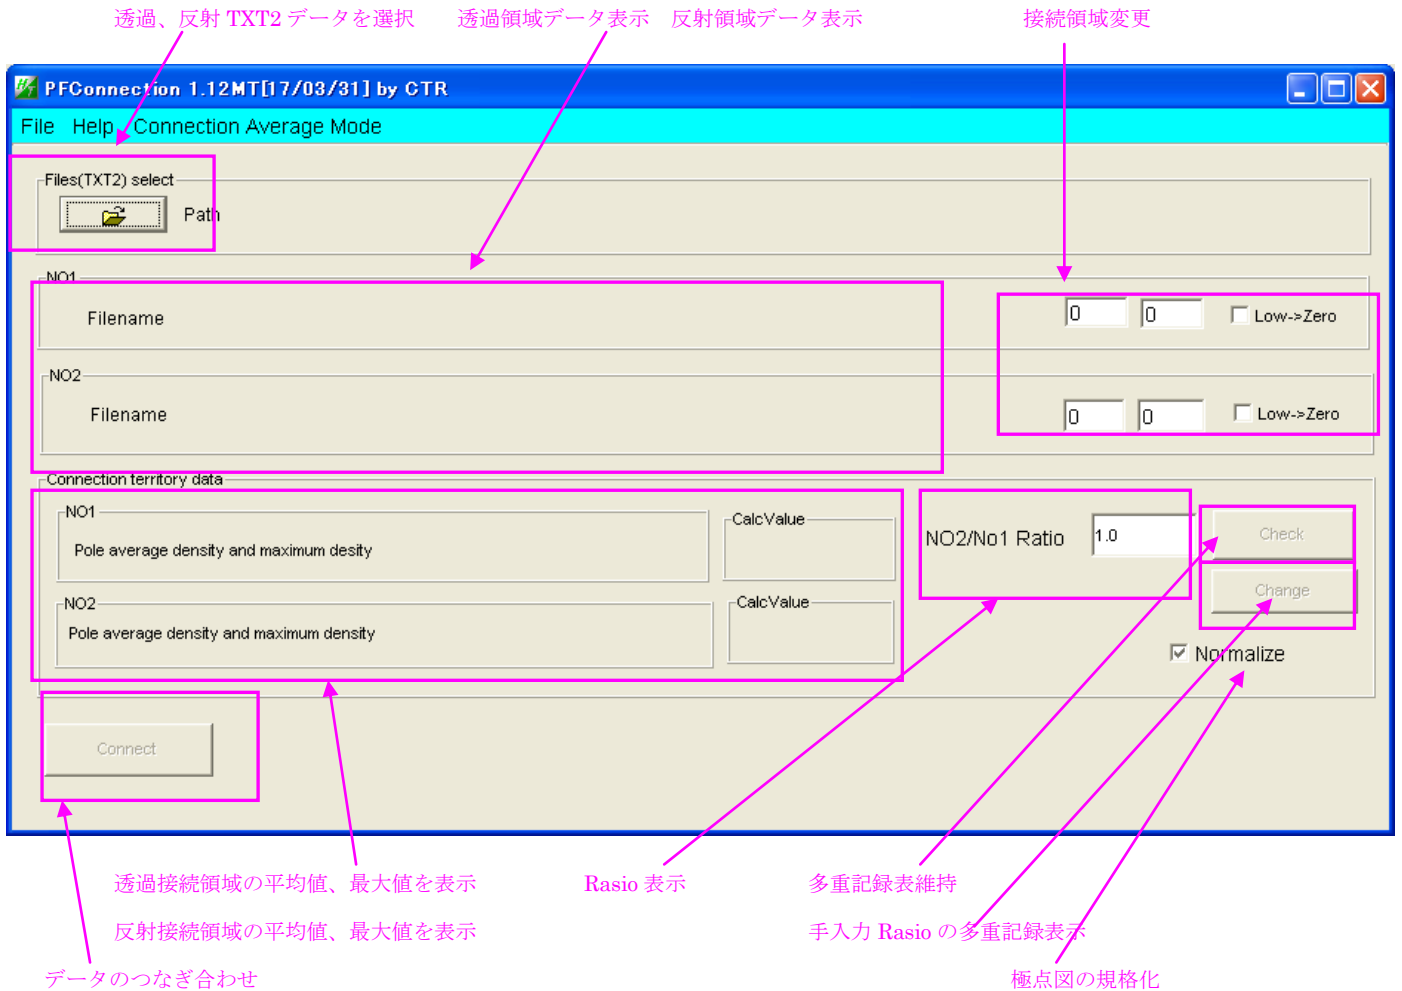 透過、反射 TXT2 データを選択 透過領域データ表示 反射領域データ表示 接続領域変更
PFConnection 1.12MT[17/03/31] by CTR
File Help Connection Average Mode
Files(TXT2) select
Path
NO1
Filename 0 0 Low->Zero
NO2
Filename 0 0 Low->Zero
Connection territory data
NO1
Pole average density and maximum desity
CalcValue
NO2/No1 Ratio 1.0 Check
Change
NO2
Pole average density and maximum density
CalcValue
Normalize
Connect
透過接続領域の平均値、最大値を表示 Rasio 表示 多重記録表維持
反射接続領域の平均値、最大値を表示 手入力 Rasio の多重記録表示
データのつなぎ合わせ 極点図の規格化